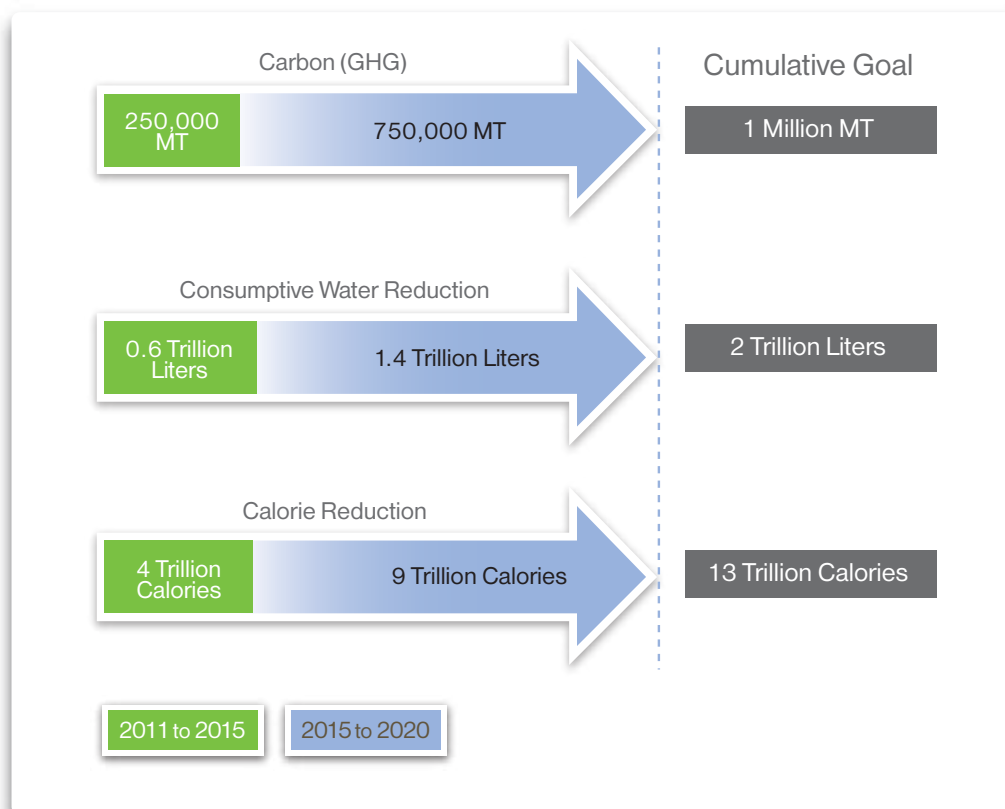 Carbon (GHG)
Cumulative Goal
250,000
MT
750,000 MT
1 Million MT
Consumptive Water Reduction
0.6 Trillion
Liters
1.4 Trillion Liters
2 Trillion Liters
Calorie Reduction
4 Trillion
Calories
9 Trillion Calories
13 Trillion Calories
2011 to 2015
2015 to 2020